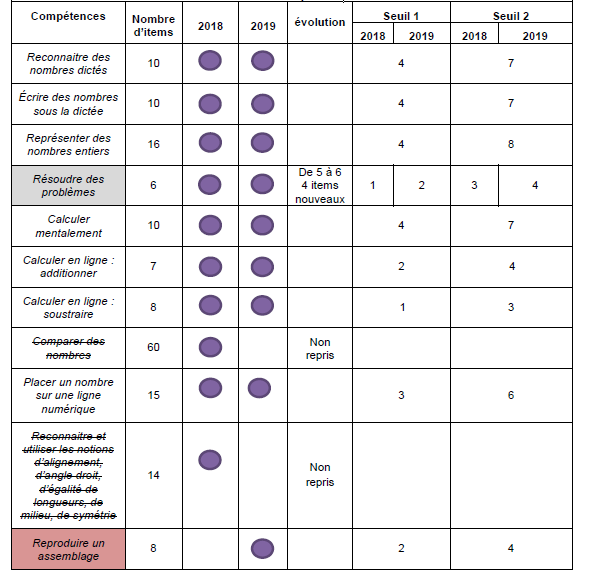 Compétences Nombre d'items 2018 2019 évolution Seuil 1 Seuil 2
2018 2019 2018 2019
Reconnaitre des
nombres dictés
10 4 7
Écrire des nombres
sous la dictée
10 4 7
Représenter des
nombres entiers
16 4 8
Résoudre des
problèmes
6
De 5 à 6
4 items
nouveaux
1 2 3 4
Calculer
mentalement
10 4 7
Calculer en ligne :
additionner
7 2 4
Calculer en ligne :
soustraire
8 1 3
Comparer des
nombres
60
Non
repris
Placer un nombre
sur une ligne
numérique
15 3 6
Reconnaitre et
utiliser les notions
d'alignement,
d'angle droit,
d'égalité de
longueurs, de
milieu, de symétrie
14
Non
repris
Reproduire un
assemblage
8 2 4